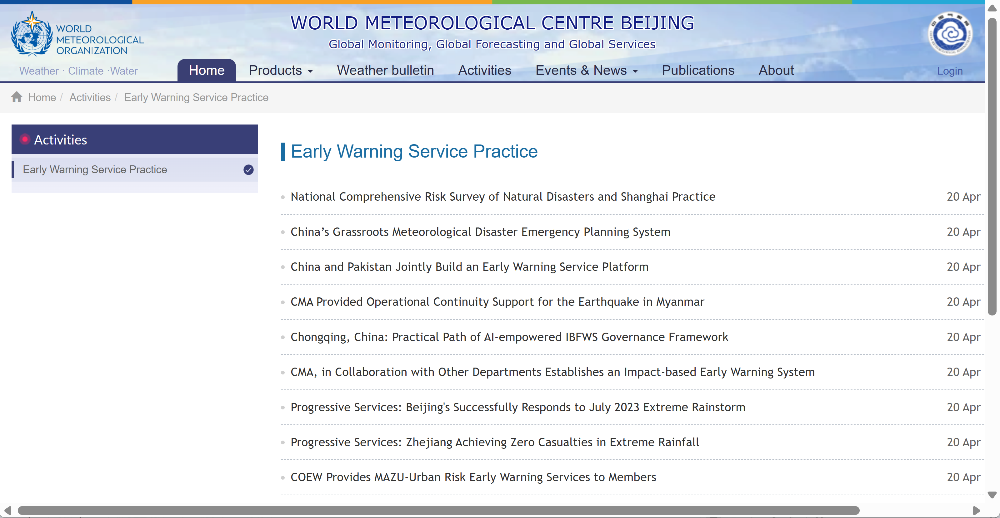 WORLD METEOROLOGICAL CENTRE BEIJING
Global Monitoring, Global Forecasting and Global Services
WORLD
METEOROLOGICAL
ORGANIZATION
Weather · Climate ·Water
Home Products Weather bulletin Activities Events & News Publications About
Login
Home / Activities / Early Warning Service Practice
Activities
Early Warning Service Practice
Early Warning Service Practice
National Comprehensive Risk Survey of Natural Disasters and Shanghai Practice 20 Apr
China’s Grassroots Meteorological Disaster Emergency Planning System 20 Apr
China and Pakistan Jointly Build an Early Warning Service Platform 20 Apr
CMA Provided Operational Continuity Support for the Earthquake in Myanmar 20 Apr
Chongqing, China: Practical Path of AI-empowered IBFWS Governance Framework 20 Apr
CMA, in Collaboration with Other Departments Establishes an Impact-based Early Warning System 20 Apr
Progressive Services: Beijing's Successfully Responds to July 2023 Extreme Rainstorm 20 Apr
Progressive Services: Zhejiang Achieving Zero Casualties in Extreme Rainfall 20 Apr
COEW Provides MAZU-Urban Risk Early Warning Services to Members 20 Apr